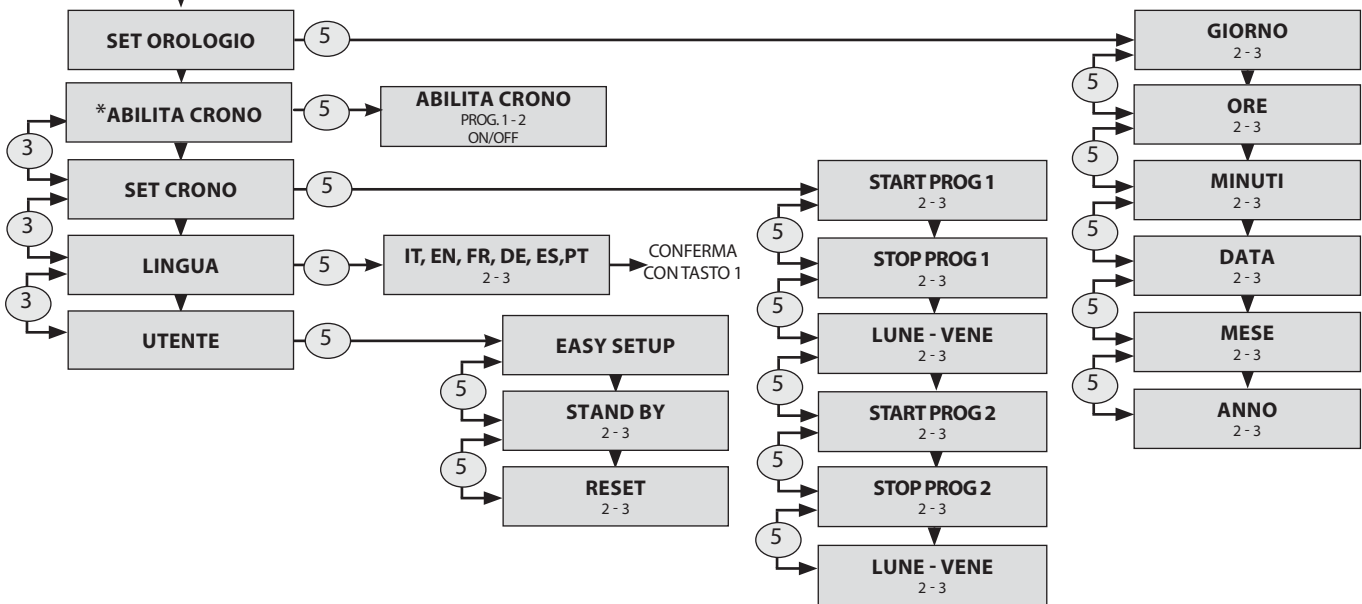 SET OROLOGIO
5
GIORNO
2 - 3
5
ORE
2 - 3
5
MINUTI
2 - 3
5
DATA
2 - 3
5
MESE
2 - 3
5
ANNO
2 - 3
*ABILITA CRONO
5
ABILITA CRONO
PROG. 1 - 2
ON/OFF
3
SET CRONO
5
START PROG 1
2 - 3
5
STOP PROG 1
2 - 3
5
LUNE - VENE
2 - 3
5
START PROG 2
2 - 3
5
STOP PROG 2
2 - 3
5
LUNE - VENE
2 - 3
3
LINGUA
5
IT, EN, FR, DE, ES,PT
2 - 3
CONFERMA
CON TASTO 1
3
UTENTE
5
EASY SETUP
5
STAND BY
2 - 3
5
RESET
2 - 3